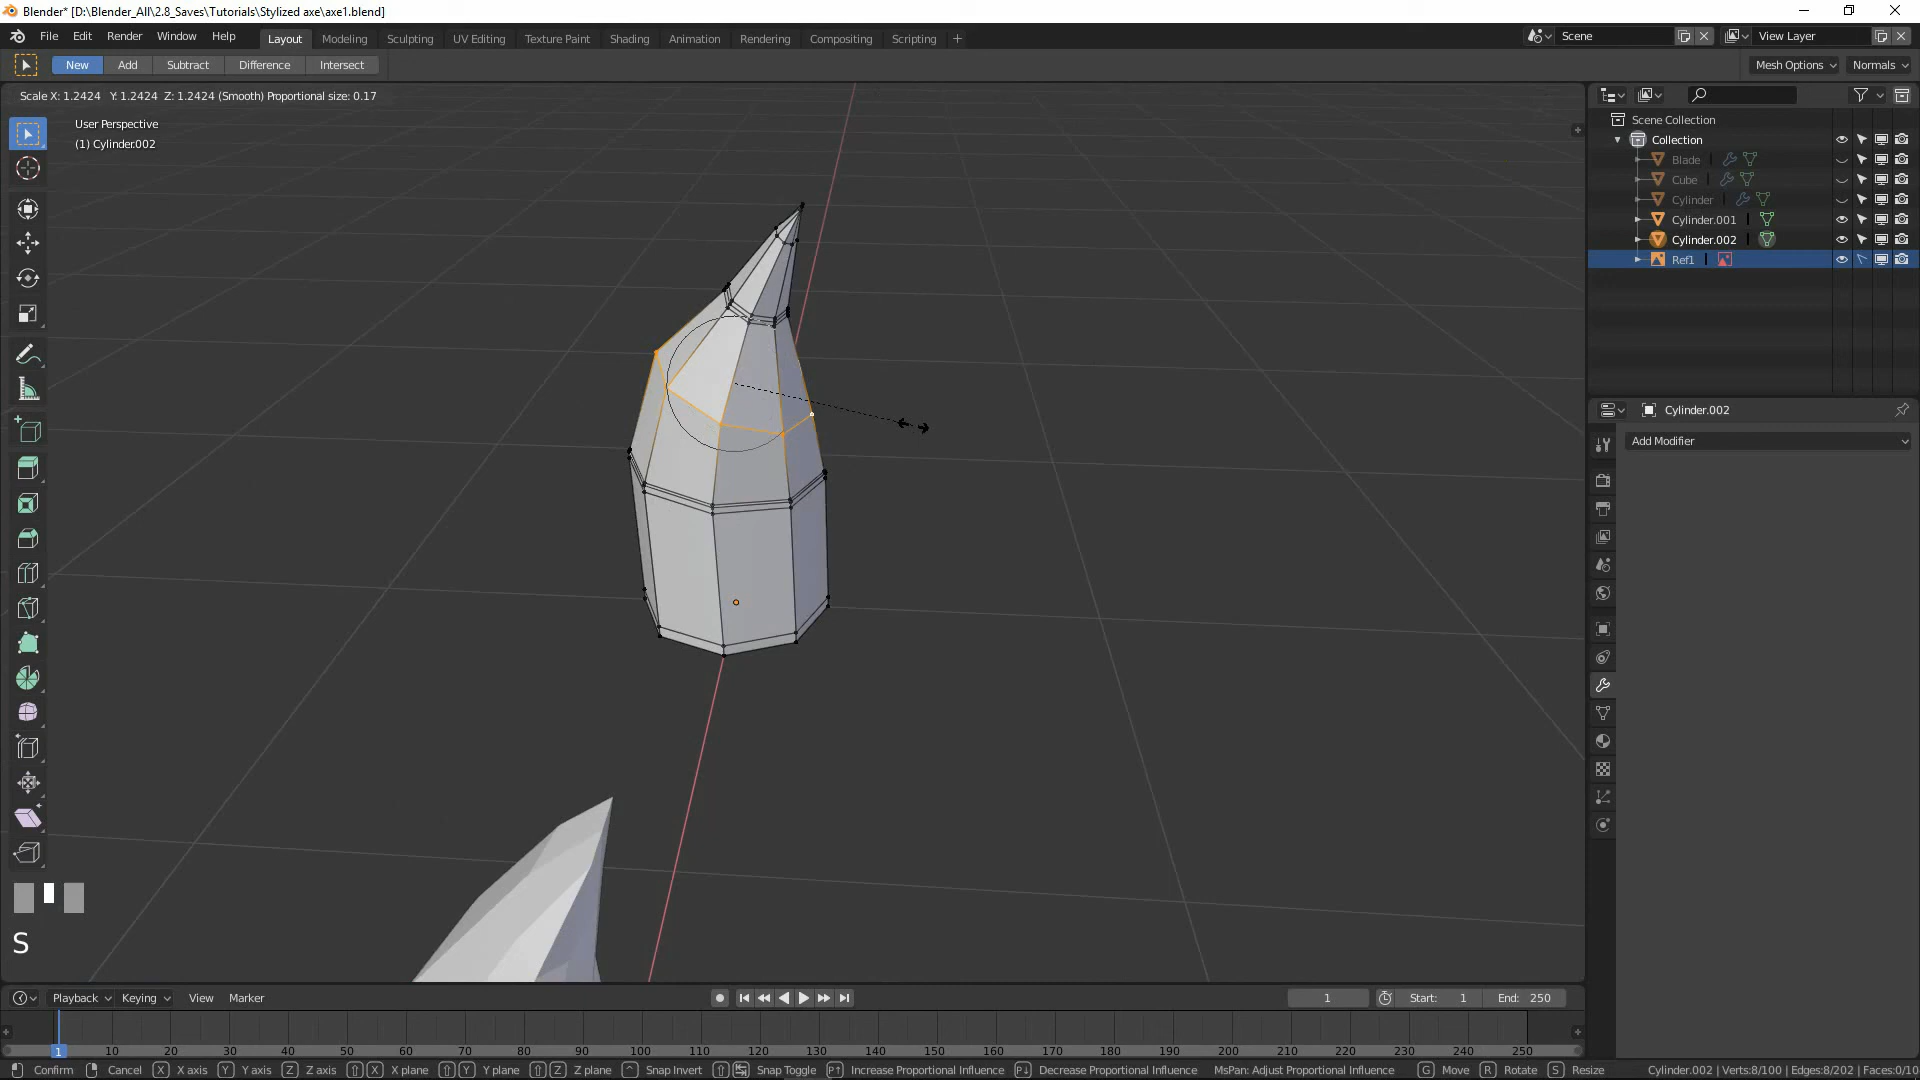 Blender* [D:\Blender_All\2.8_Saves\Tutorials\Stylized axe\axe1.blend]
File Edit Render Window Help Layout Modeling Sculpting UV Editing Texture Paint Shading Animation Rendering Compositing Scripting Scene View Layer
New Add Subtract Difference Intersect Mesh Options Normals
Scale X: 1.2424 Y: 1.2424 Z: 1.2424 (Smooth) Proportional size: 0.17
User Perspective
(1) Cylinder.002
Scene Collection
Collection
Blade
Cube
Cylinder
Cylinder.001
Cylinder.002
Ref1
Cylinder.002
Add Modifier
S
Playback Keying View Marker 1 Start: 1 End: 250
1 10 20 30 40 50 60 70 80 90 100 110 120 130 140 150 160 170 180 190 200 210 220 230 240 250
Confirm Cancel X X axis Y Y axis Z Z axis X X plane Y Y plane Z Z plane Snap Invert Snap Toggle Increase Proportional Influence Decrease Proportional Influence MsPan: Adjust Proportional Influence G Move R Rotate S Resize Cylinder.002 | Verts:8/100 | Edges:8/202 | Faces:0/10